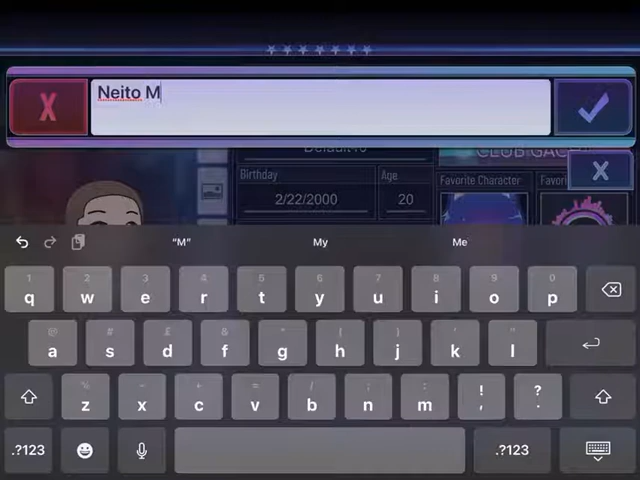 X
Neito M
Default
CLUB GAC
Birthday
Age
Favorite Character
Favori
2/22/2000
20
X
"M"
My
Me
1 2 3 4 5 6 7 8 9 0
q w e r t y u i o p
@ # £ & * ( ) ' "
a s d f g h j k l
% - + = / ; : ! ?
z x c v b n m , .
.?123
.?123